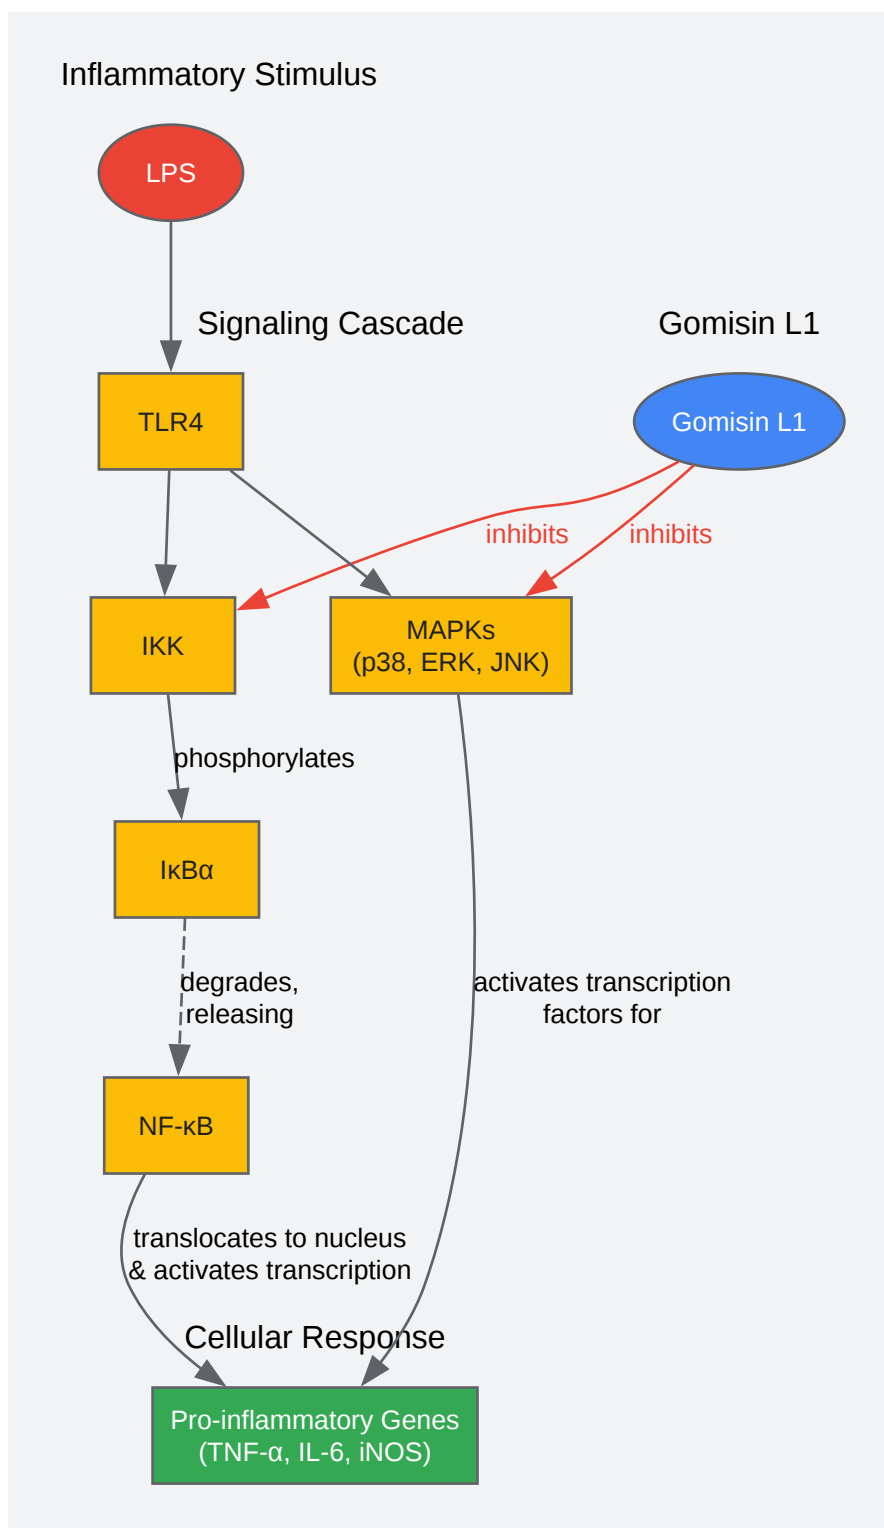 Inflammatory Stimulus
LPS
Signaling Cascade
Gomisin L1
TLR4
Gomisin L1
inhibits
inhibits
IKK
MAPKs
(p38, ERK, JNK)
phosphorylates
IκBα
degrades,
releasing
activates transcription
factors for
NF-κB
translocates to nucleus
& activates transcription
Cellular Response
Pro-inflammatory Genes
(TNF-α, IL-6, iNOS)